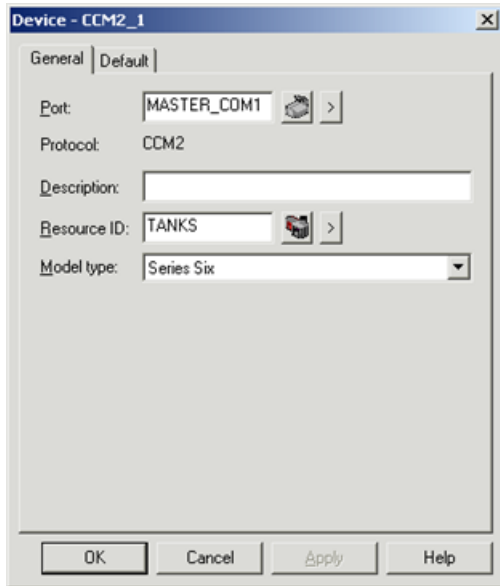 Device - CCM2_1
General Default
Port: MASTER_COM1 >
Protocol: CCM2
Description:
Resource ID: TANKS >
Model type: Series Six
OK Cancel Apply Help